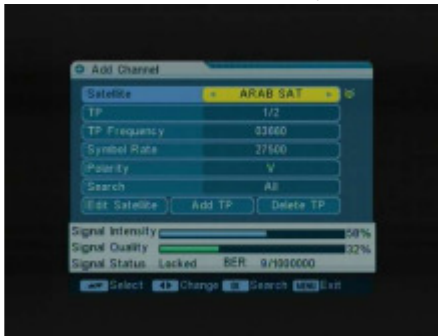 Add Channel
Satellite ARAB SAT
TP 1/2
TP Frequency 03660
Symbol Rate 27500
Polarity V
Search All
Edit Satellite Add TP Delete TP
Signal Intensity 58%
Signal Quality 32%
Signal Status Locked BER 9/1000000
Select Change OK Search MENU Exit